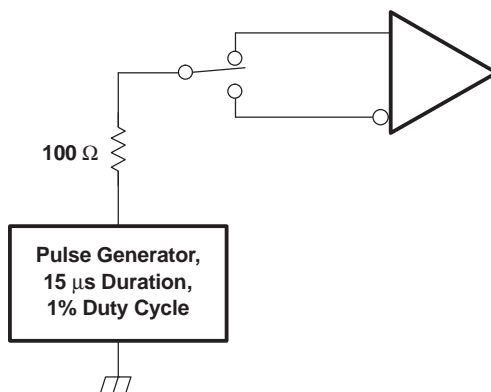 100 Ω
Pulse Generator,
15 μs Duration,
1% Duty Cycle